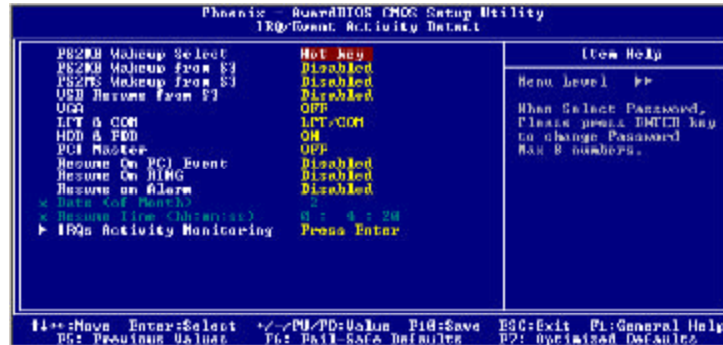 Phoenix - AwardBIOS CMOS Setup Utility
IRQ/Event Activity Detect
PS2KB Wakeup Select Hot key
PS2KB Wakeup from S3 Disabled
PS2MS Wakeup from S3 Disabled
USB Resume from S3 Disabled
VGA OFF
LPT & COM LPT/COM
HDD & FDD ON
PCI Master OFF
Resume On PCI Event Disabled
Resume On RING Disabled
Resume on Alarm Disabled
x Date (of Month) 2
x Resume Time (hh:mm:ss) 0 : 4 : 20
► IRQs Activity Monitoring Press Enter
Item Help
Menu Level ►►
When Select Password,
Please press ENTER key
to change Password
Max 8 numbers.
↑↓←→:Move Enter:Select +/-/PU/PD:Value F10:Save ESC:Exit F1:General Help
F5: Previous Values F6: Fail-Safe Defaults F7: Optimized Defaults